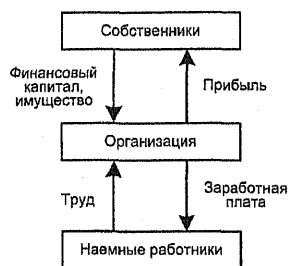 Собственники
Финансовый
капитал,
имущество
Прибыль
Организация
Труд
Заработная
плата
Наемные работники